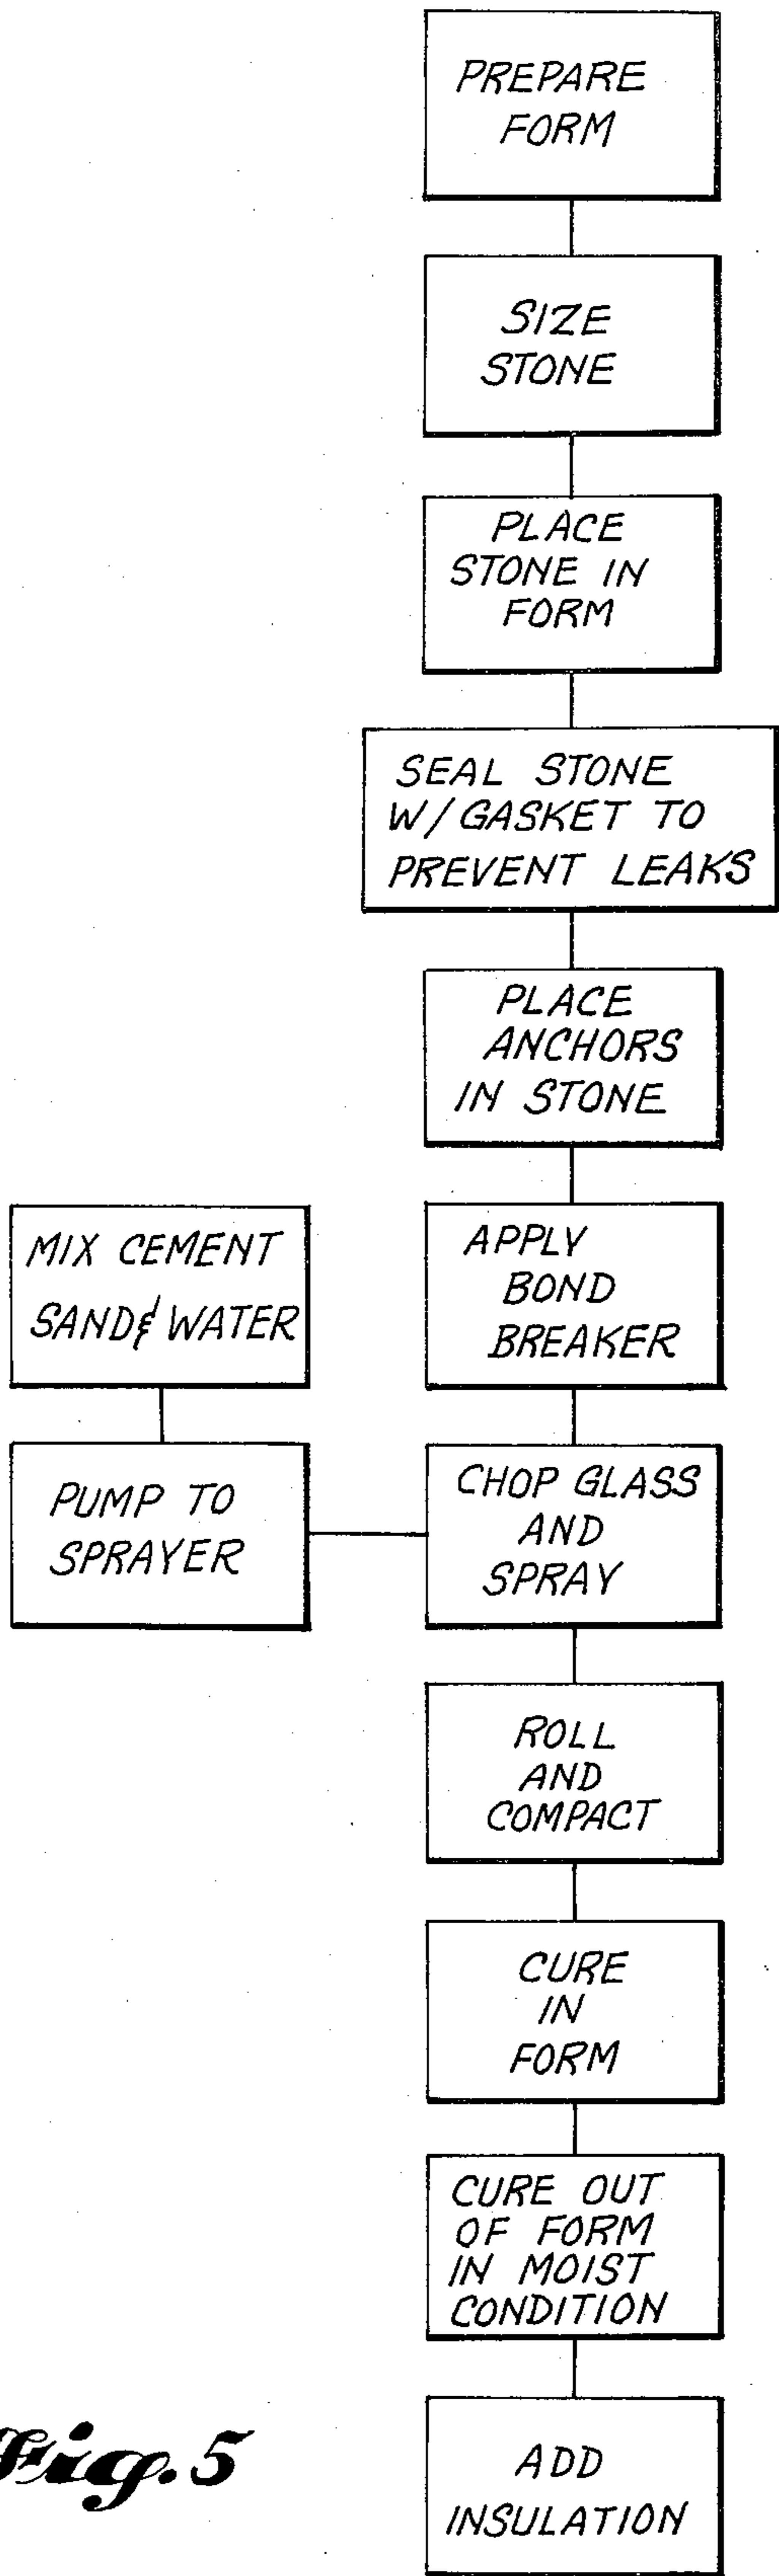 PREPARE
FORM
SIZE
STONE
PLACE
STONE IN
FORM
SEAL STONE
W/GASKET TO
PREVENT LEAKS
PLACE
ANCHORS
IN STONE
APPLY
BOND
BREAKER
MIX CEMENT
SAND & WATER
PUMP TO
SPRAYER
CHOP GLASS
AND
SPRAY
ROLL
AND
COMPACT
CURE
IN
FORM
CURE OUT
OF FORM
IN MOIST
CONDITION
ADD
INSULATION
Fig. 5